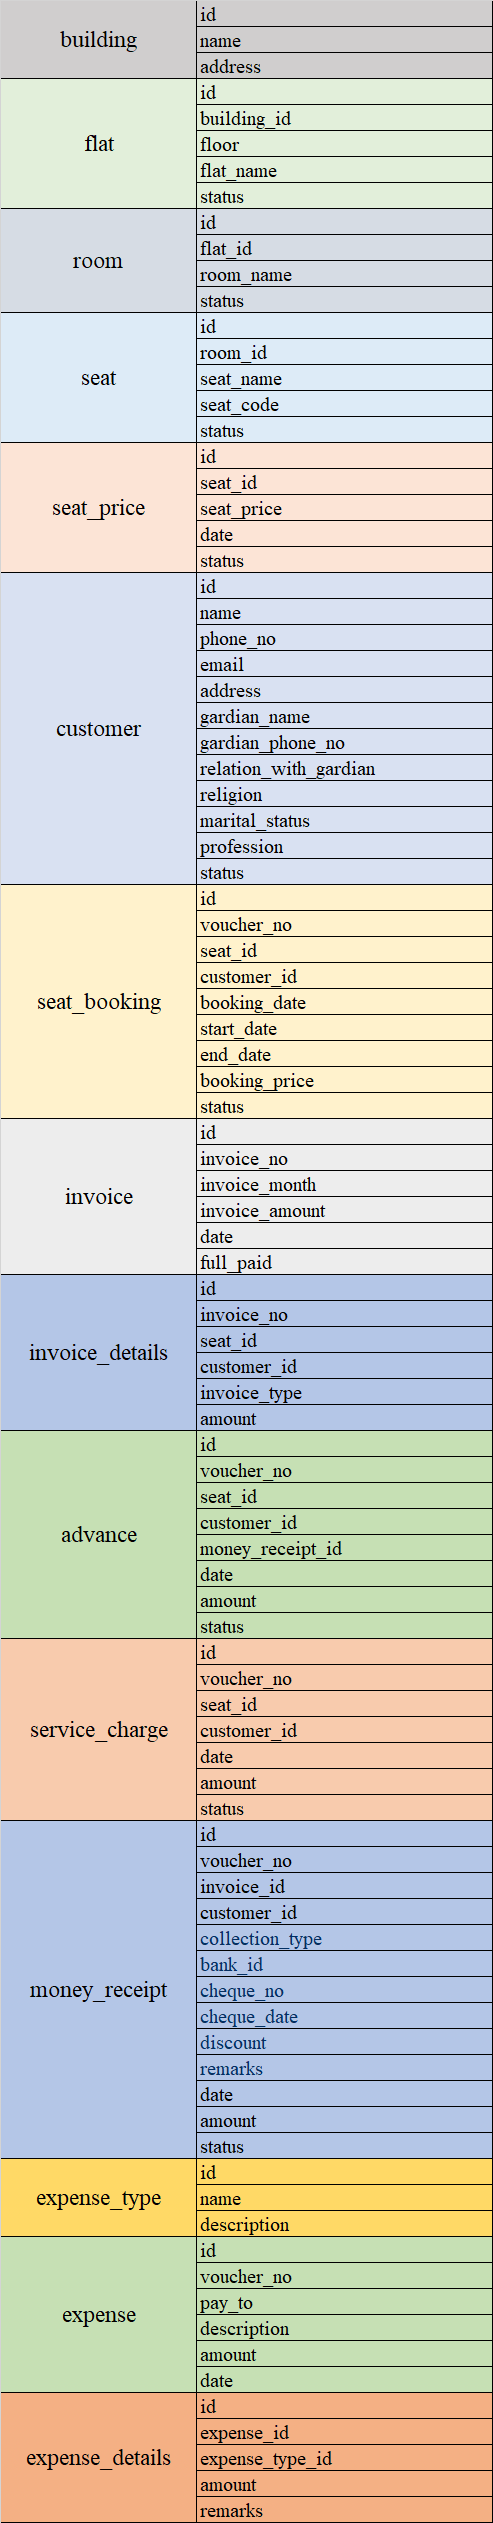 building
id
name
address
flat
id
building_id
floor
flat_name
status
room
id
flat_id
room_name
status
seat
id
room_id
seat_name
seat_code
status
seat_price
id
seat_id
seat_price
date
status
customer
id
name
phone_no
email
address
gardian_name
gardian_phone_no
relation_with_gardian
religion
marital_status
profession
status
seat_booking
id
voucher_no
seat_id
customer_id
booking_date
start_date
end_date
booking_price
status
invoice
id
invoice_no
invoice_month
invoice_amount
date
full_paid
invoice_details
id
invoice_no
seat_id
customer_id
invoice_type
amount
advance
id
voucher_no
seat_id
customer_id
money_receipt_id
date
amount
status
service_charge
id
voucher_no
seat_id
customer_id
date
amount
status
money_receipt
id
voucher_no
invoice_id
customer_id
collection_type
bank_id
cheque_no
cheque_date
discount
remarks
date
amount
status
expense_type
id
name
description
expense
id
voucher_no
pay_to
description
amount
date
expense_details
id
expense_id
expense_type_id
amount
remarks